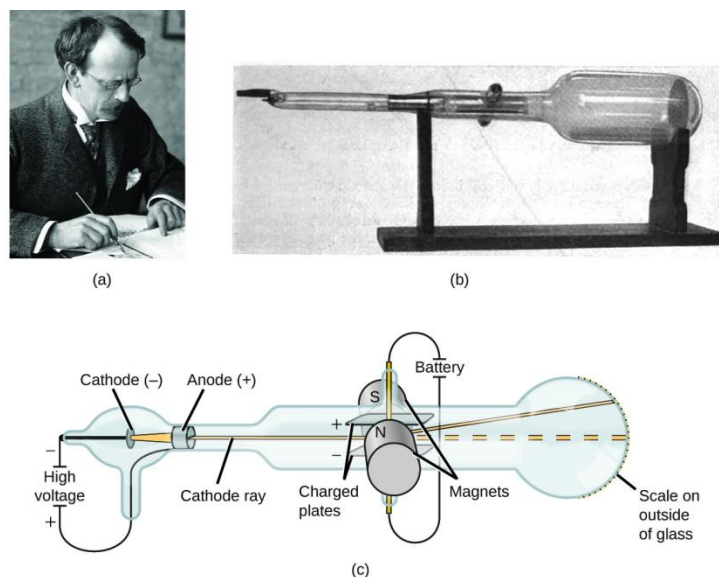 (a)
(b)
Cathode (–)
Anode (+)
Battery
S
+
N
–
–
High
voltage
+
Cathode ray
Charged
plates
Magnets
Scale on
outside
of glass
(c)